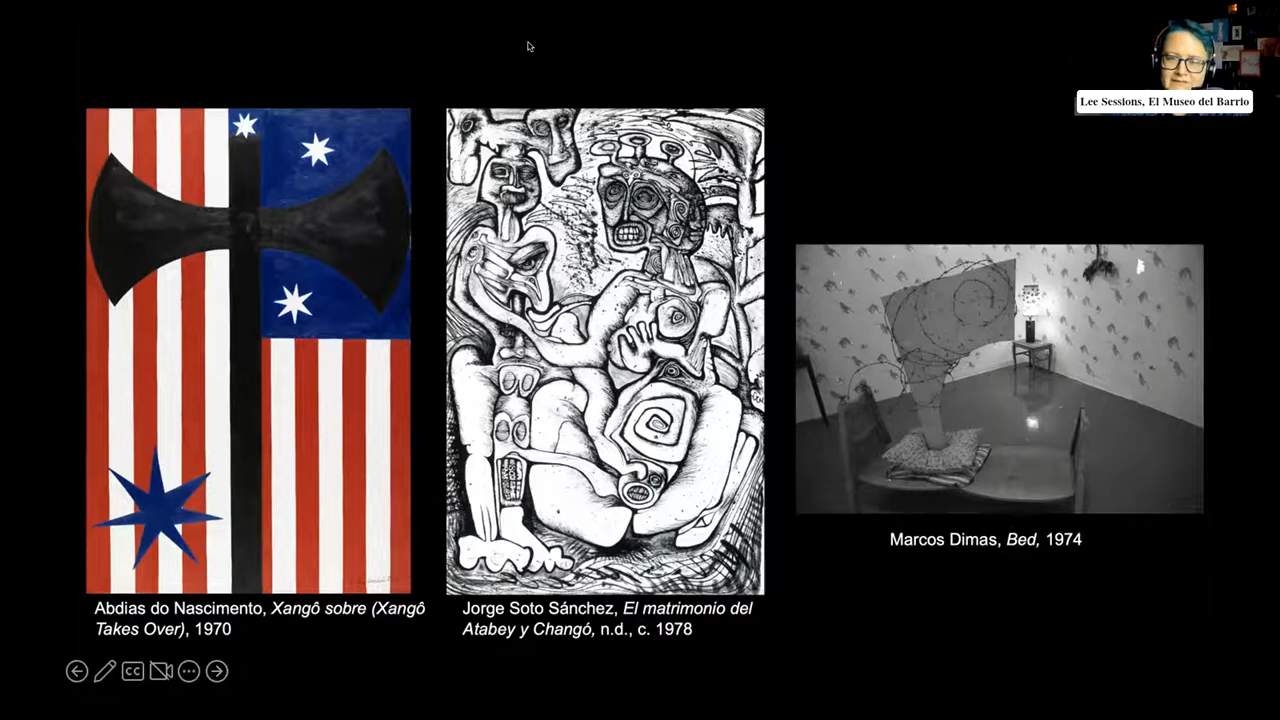 Lee Sessions, El Museo del Barrio
Abdias do Nascimento, Xangô sobre (Xangô
Takes Over), 1970
Jorge Soto Sánchez, El matrimonio del
Atabey y Changó, n.d., c. 1978
Marcos Dimas, Bed, 1974
CC